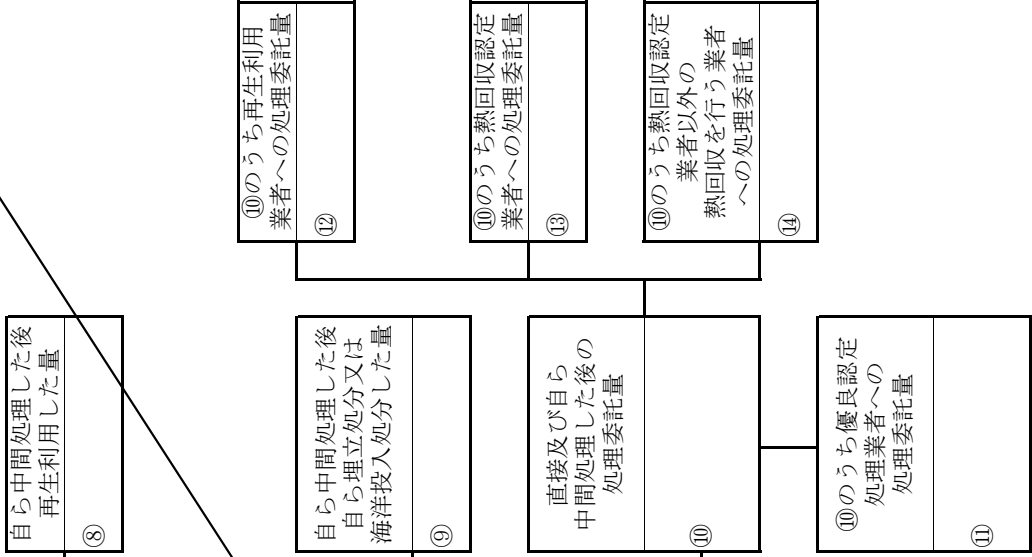 自ら中間処理した後
再生利用した量
⑧
自ら中間処理した後
自ら埋立処分又は
海洋投入処分した量
⑨
直接及び自ら
中間処理した後の
処理委託量
⑩
⑩のうち優良認定
処理業者への
処理委託量
⑪
⑩のうち再生利用
業者への処理委託量
⑫
⑩のうち熱回収認定
業者への処理委託量
⑬
⑩のうち熱回収認定
業者以外の
熱回収を行う業者
への処理委託量
⑭